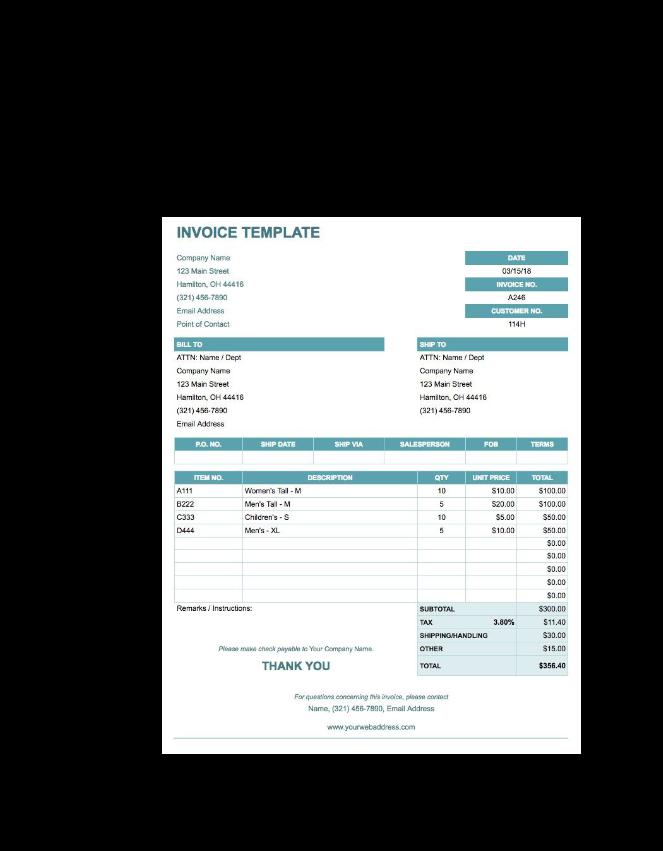 INVOICE TEMPLATE
Company Name
123 Main Street
Hamilton, OH 44416
(321) 456-7890
Email Address
Point of Contact
DATE
03/15/18
INVOICE NO.
A246
CUSTOMER NO.
114H
BILL TO
ATTN: Name / Dept
Company Name
123 Main Street
Hamilton, OH 44416
(321) 456-7890
Email Address
SHIP TO
ATTN: Name / Dept
Company Name
123 Main Street
Hamilton, OH 44416
(321) 456-7890
P.O. NO. SHIP DATE SHIP VIA SALESPERSON FOB TERMS
ITEM NO. DESCRIPTION QTY UNIT PRICE TOTAL
A111 Women's Tall - M 10 $10.00 $100.00
B222 Men's Tall - M 5 $20.00 $100.00
C333 Children's - S 10 $5.00 $50.00
D444 Men's - XL 5 $10.00 $50.00
$0.00
$0.00
$0.00
$0.00
$0.00
Remarks / Instructions:
SUBTOTAL $300.00
TAX 3.80% $11.40
SHIPPING/HANDLING $30.00
OTHER $15.00
TOTAL $356.40
Please make check payable to Your Company Name.
THANK YOU
For questions concerning this invoice, please contact
Name, (321) 456-7890, Email Address
www.yourwebaddress.com